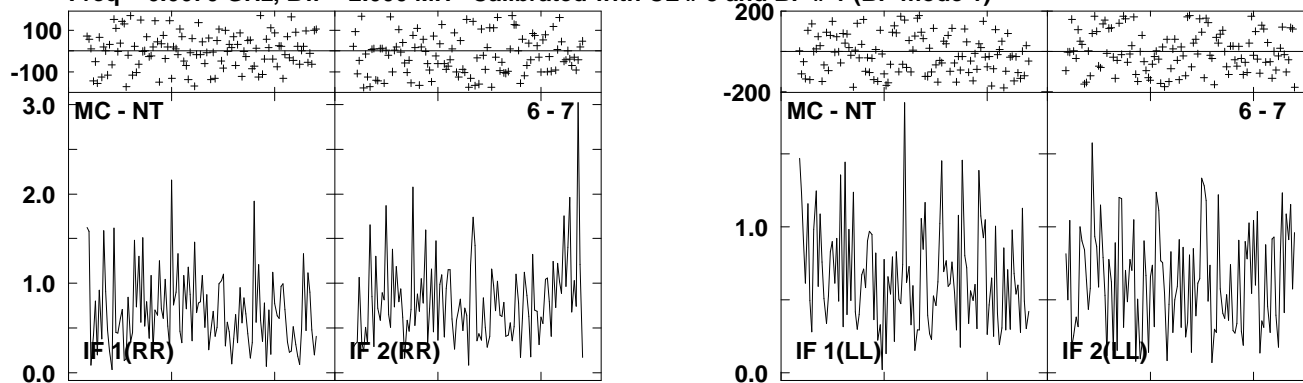 100
-100
3.0
2.0
1.0
0.0
MC - NT
6 - 7
IF 1(RR)
IF 2(RR)
200
-200
1.0
0.0
MC - NT
6 - 7
IF 1(LL)
IF 2(LL)